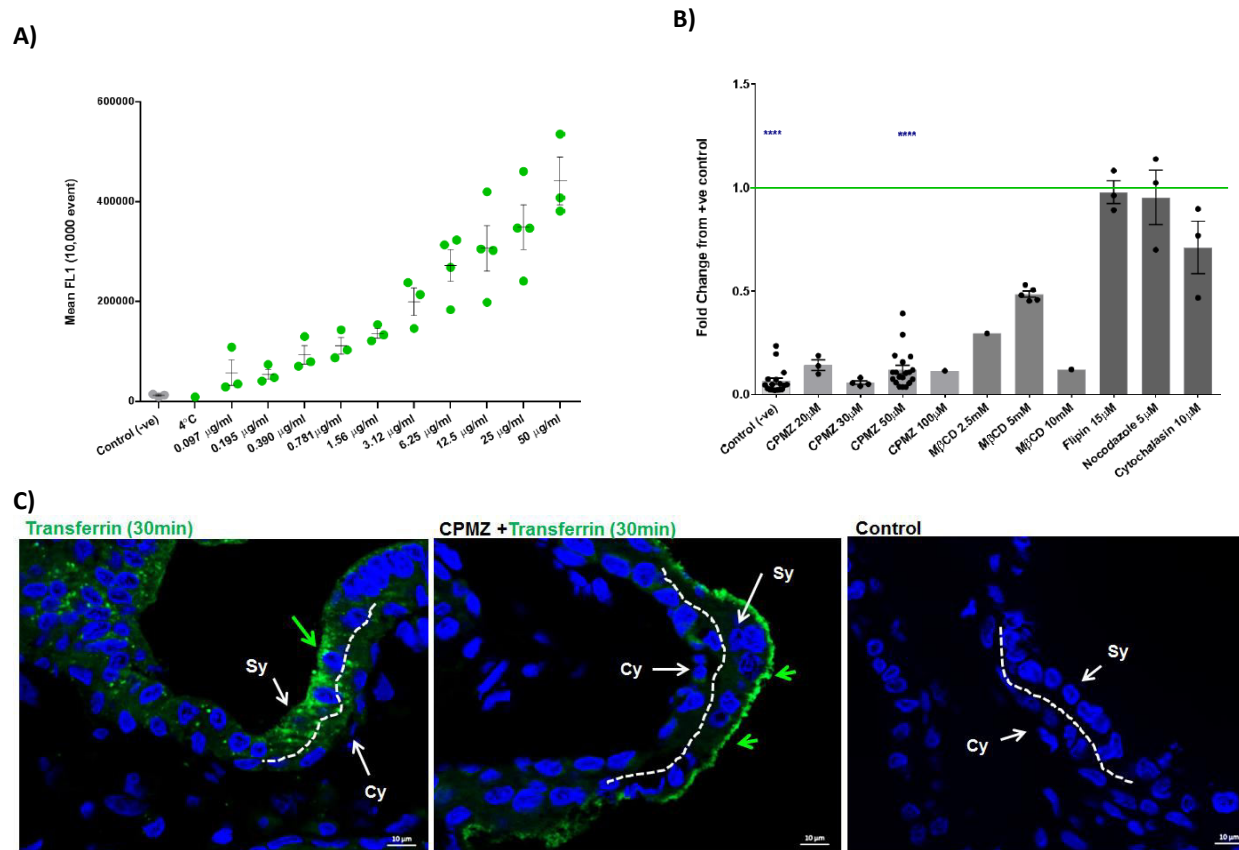 A)
600000
400000
200000
0
Mean FL1 (10,000 event)
Control (-ve)
4°C
0.097 μg/ml
0.195 μg/ml
0.390 μg/ml
0.781μg/ml
1.56 μg/ml
3.12 μg/ml
6.25 μg/ml
12.5 μg/ml
25 μg/ml
50 μg/ml
B)
1.5
1.0
0.5
0.0
Fold Change from +ve control
****
****
Control (-ve)
CPMZ 20μM
CPMZ 30μM
CPMZ 50μM
CPMZ 100μM
MβCD 2.5mM
MβCD 5mM
MβCD 10mM
Flipin 15μM
Nocodazole 5μM
Cytochalasin 10μM
C)
Transferrin (30min)
Sy
Cy
10 μm
CPMZ +Transferrin (30min)
Sy
Cy
10 μm
Control
Sy
Cy
10 μm